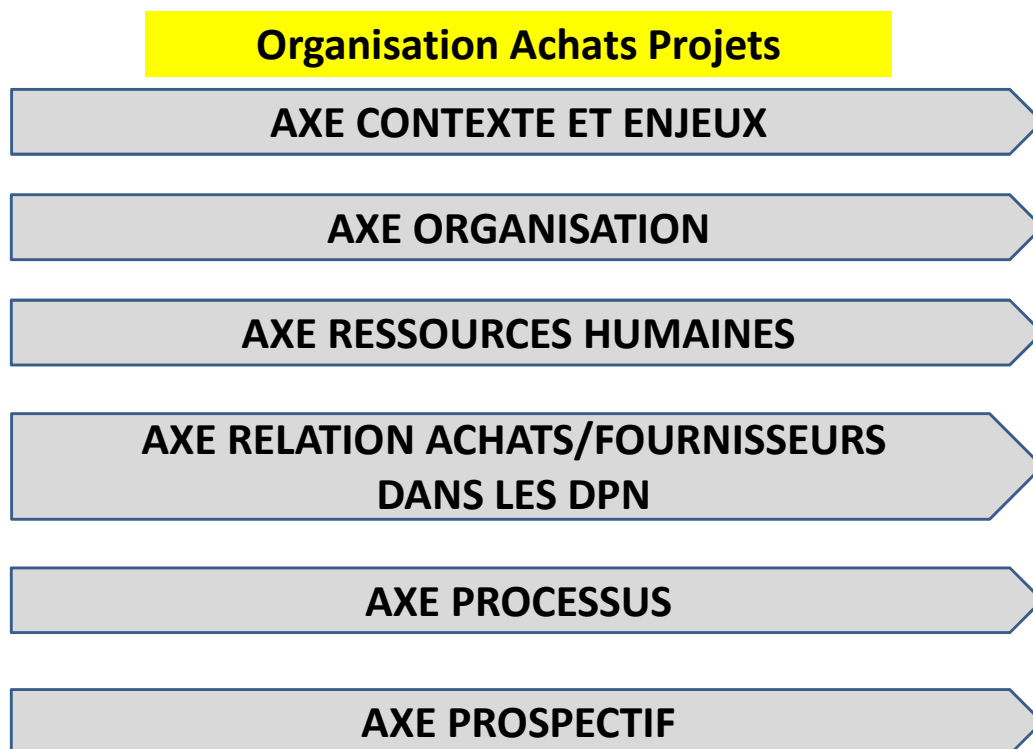 Organisation Achats Projets
AXE CONTEXTE ET ENJEUX
AXE ORGANISATION
AXE RESSOURCES HUMAINES
AXE RELATION ACHATS/FOURNISSEURS
DANS LES DPN
AXE PROCESSUS
AXE PROSPECTIF